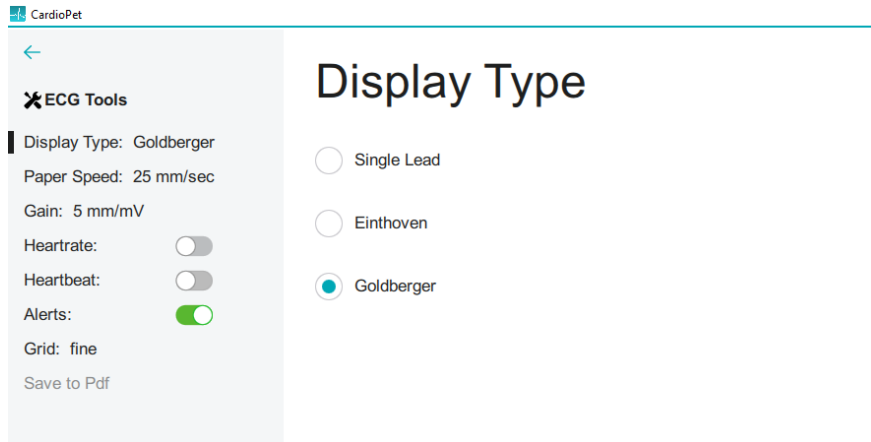 CardioPet
ECG Tools
Display Type: Goldberger
Paper Speed: 25 mm/sec
Gain: 5 mm/mV
Heartrate:
Heartbeat:
Alerts:
Grid: fine
Save to Pdf
Display Type
Single Lead
Einthoven
Goldberger